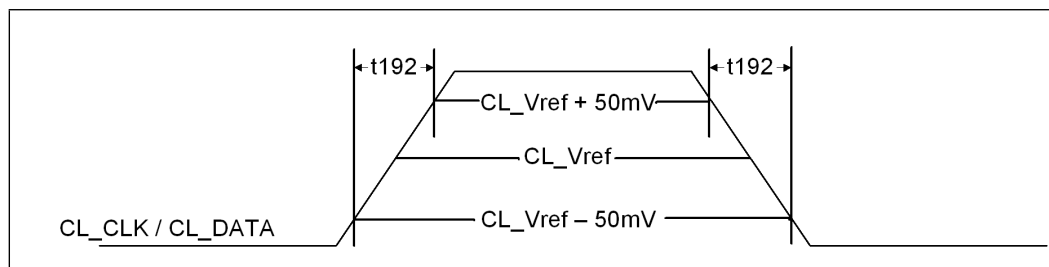 t192
t192
CL_Vref + 50mV
CL_Vref
CL_Vref – 50mV
CL_CLK / CL_DATA